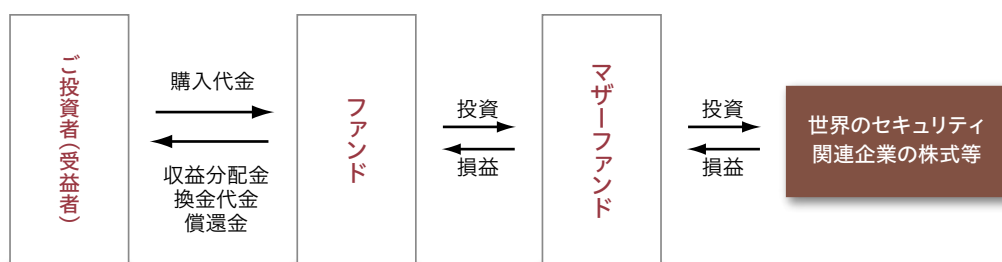 ご投資者(受益者)
購入代金
収益分配金
換金代金
償還金
ファンド
投資
損益
マザーファンド
投資
損益
世界のセキュリティ
関連企業の株式等